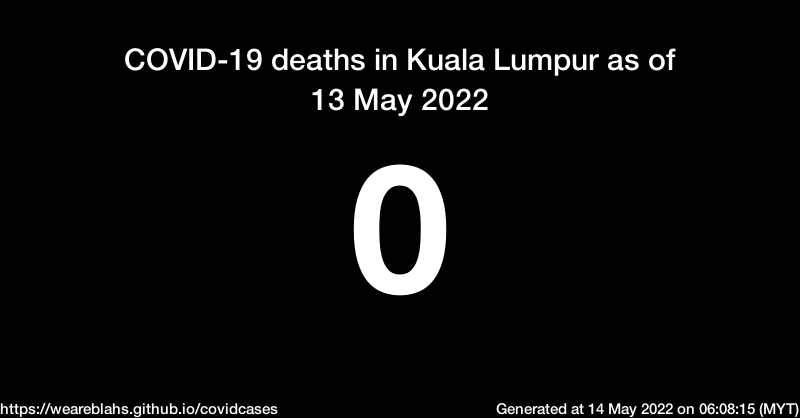 COVID-19 deaths in Kuala Lumpur as of
13 May 2022
0
https://weareblahs.github.io/covidcases
Generated at 14 May 2022 on 06:08:15 (MYT)